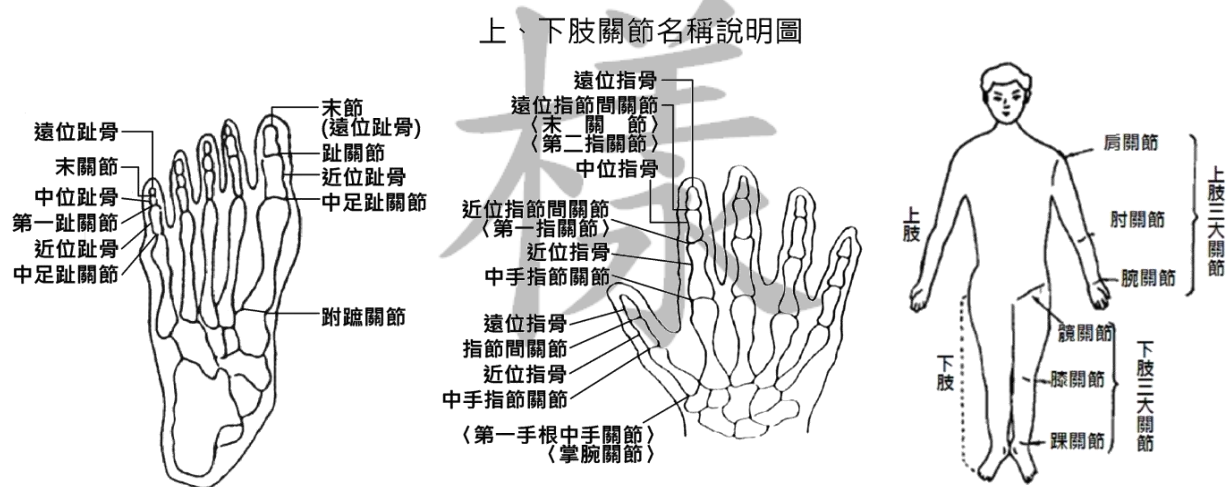 上、下肢關節名稱說明圖
樣
遠位趾骨
末關節
中位趾骨
第一趾關節
近位趾骨
中足趾關節
末節
(遠位趾骨)
趾關節
近位趾骨
中足趾關節
跗蹠關節
遠位指骨
遠位指節間關節
〈末關節〉
〈第二指關節〉
中位指骨
近位指節間關節
〈第一指關節〉
近位指骨
中手指節關節
遠位指骨
指節間關節
近位指骨
中手指節關節
〈第一手根中手關節〉
〈掌腕關節〉
上肢
下肢
肩關節
肘關節
腕關節
上肢三大關節
髖關節
膝關節
踝關節
下肢三大關節